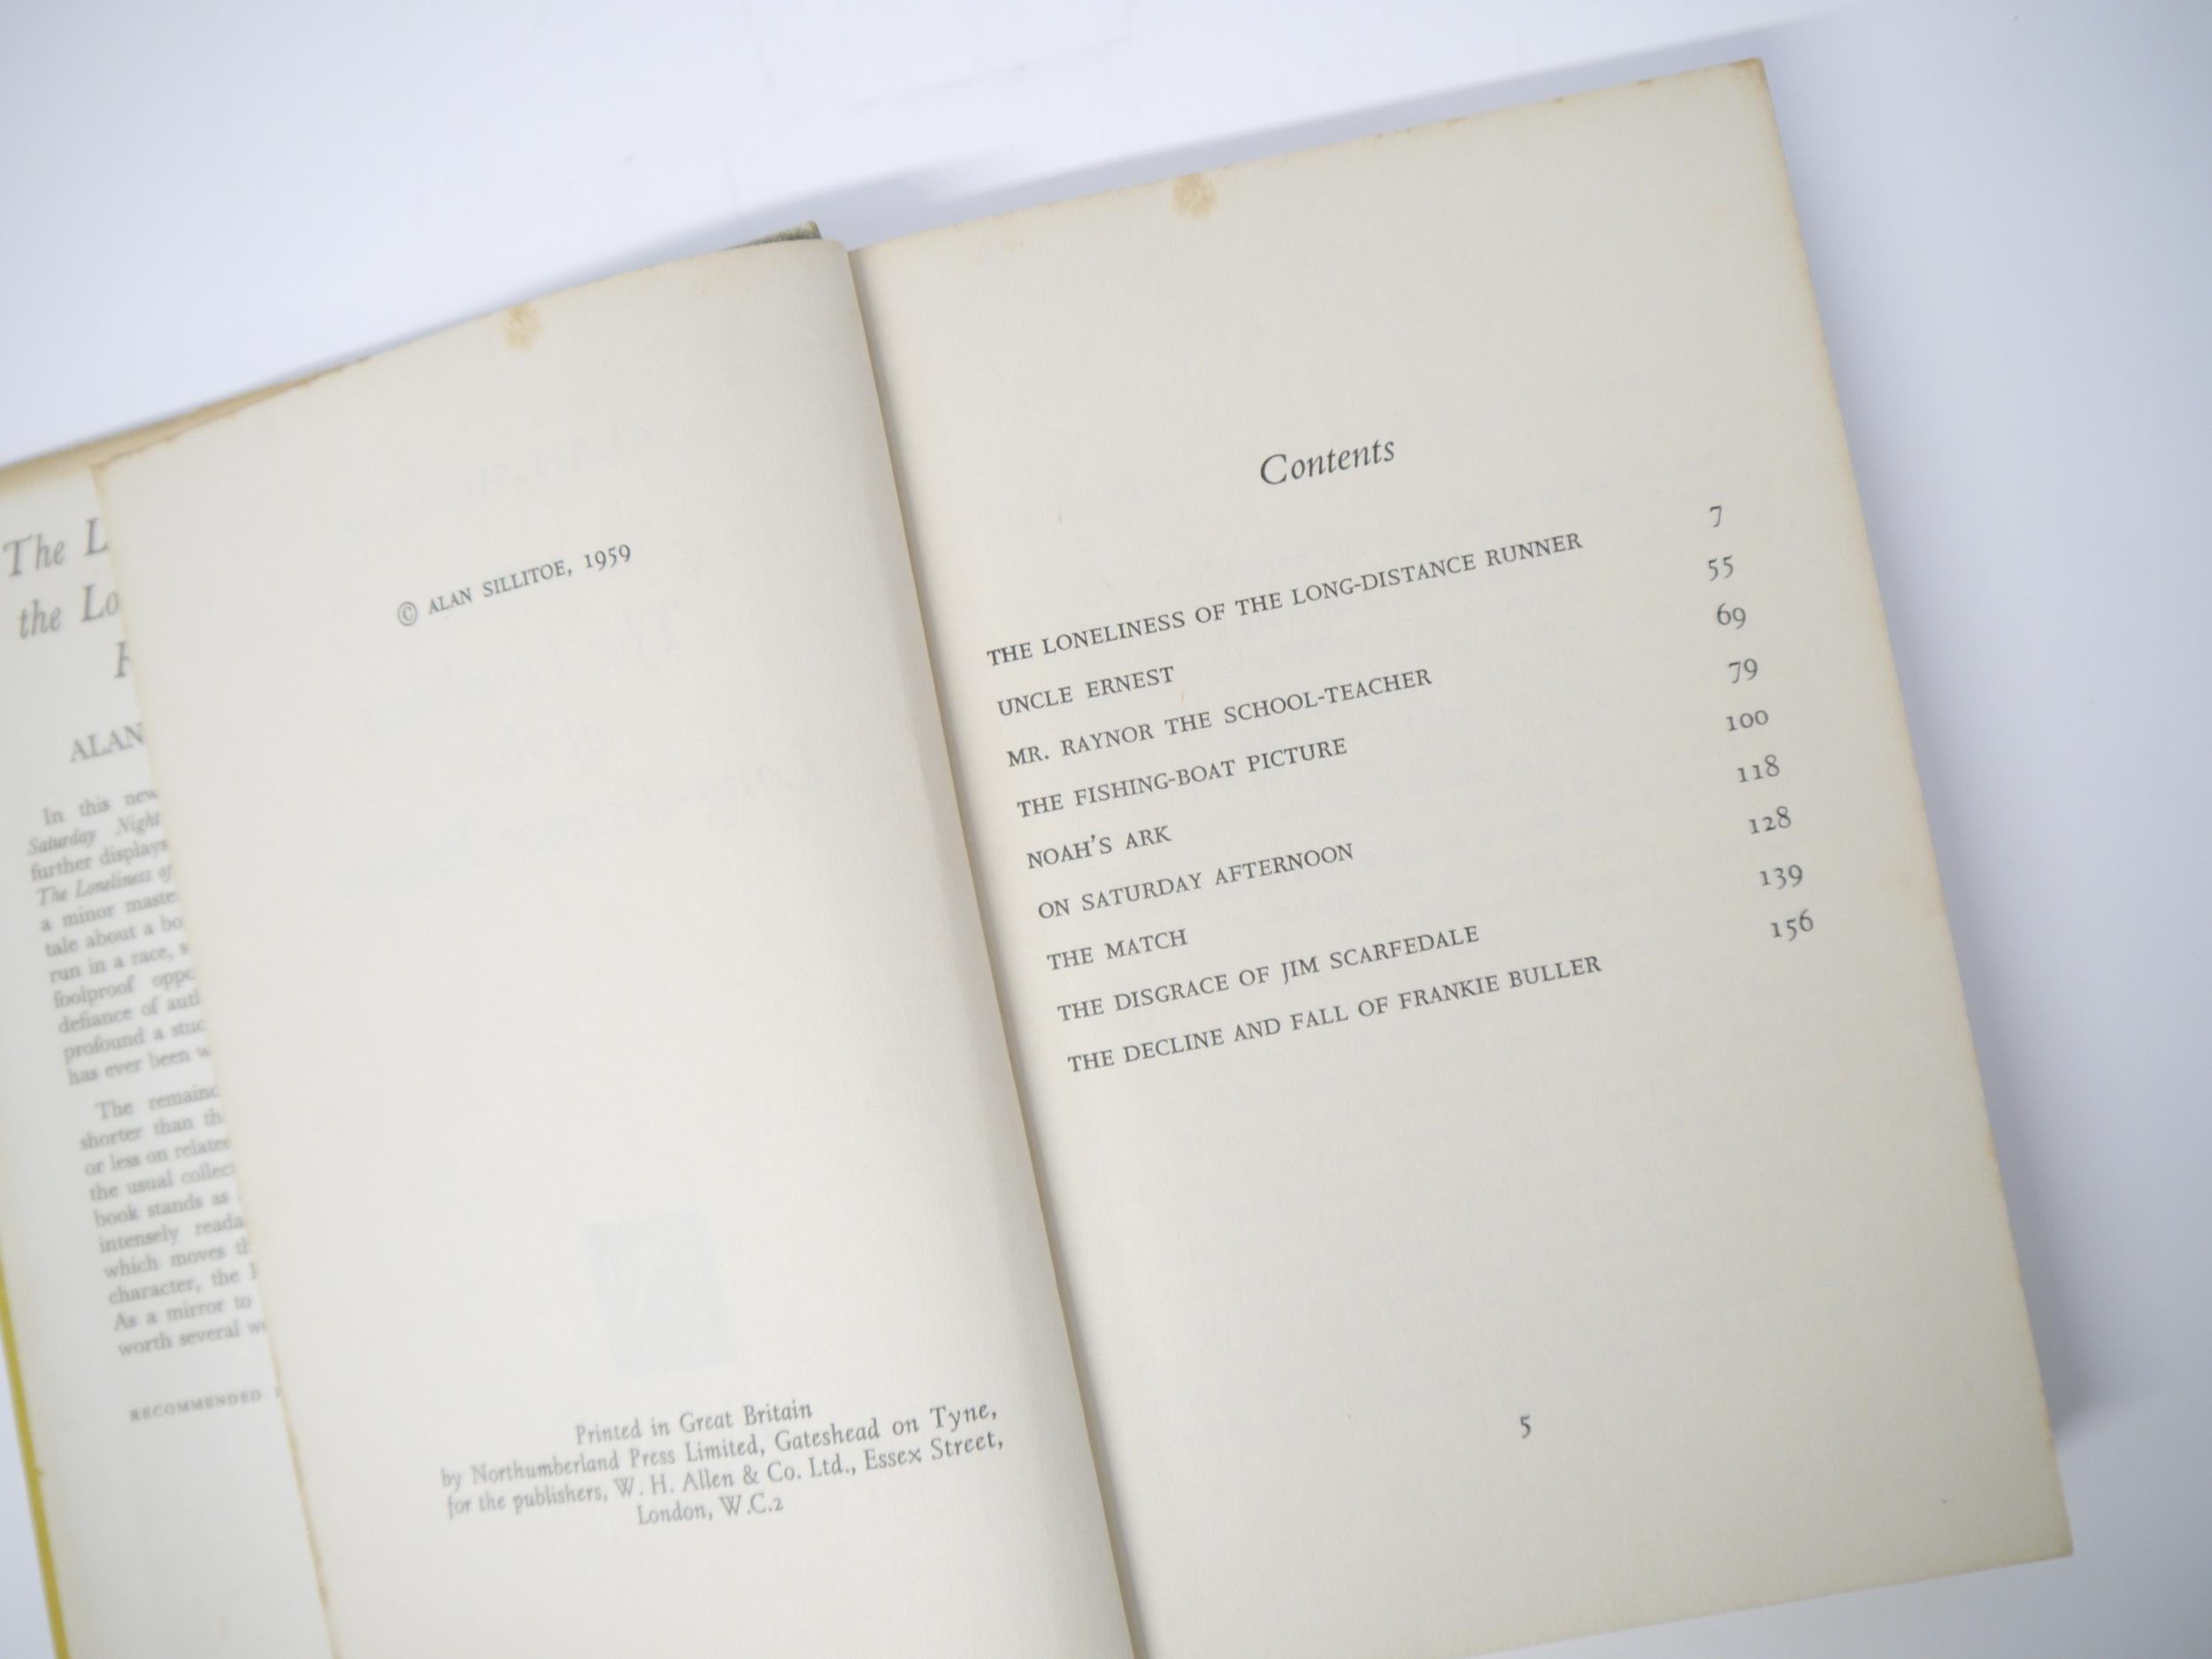 The L
the Lo
ALAN
In this new
Saturday Night
further displays
The Loneliness of
a minor maste
tale about a bo
run in a race, s
foolproof oppo
defiance of aut
profound a stud
has ever been w
The remaind
shorter than th
or less on related
the usual collect
book stands as
intensely reada
which moves th
character, the l
As a mirror to
worth several w
RECOMMENDED
© ALAN SILLITOE, 1959
Printed in Great Britain
by Northumberland Press Limited, Gateshead on Tyne,
for the publishers, W. H. Allen & Co. Ltd., Essex Street,
London, W.C.2
Contents
THE LONELINESS OF THE LONG-DISTANCE RUNNER 7
UNCLE ERNEST 55
MR. RAYNOR THE SCHOOL-TEACHER 69
THE FISHING-BOAT PICTURE 79
NOAH'S ARK 100
ON SATURDAY AFTERNOON 118
THE MATCH 128
THE DISGRACE OF JIM SCARFEDALE 139
THE DECLINE AND FALL OF FRANKIE BULLER 156
5